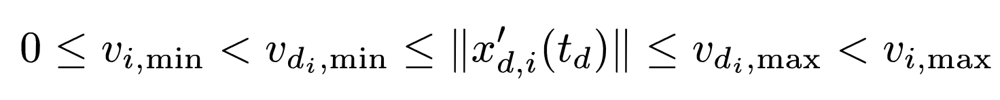 0 ≤ v_{i,min} < v_{d_i,min} ≤ ‖x′_{d,i}(t_d)‖ ≤ v_{d_i,max} < v_{i,max}